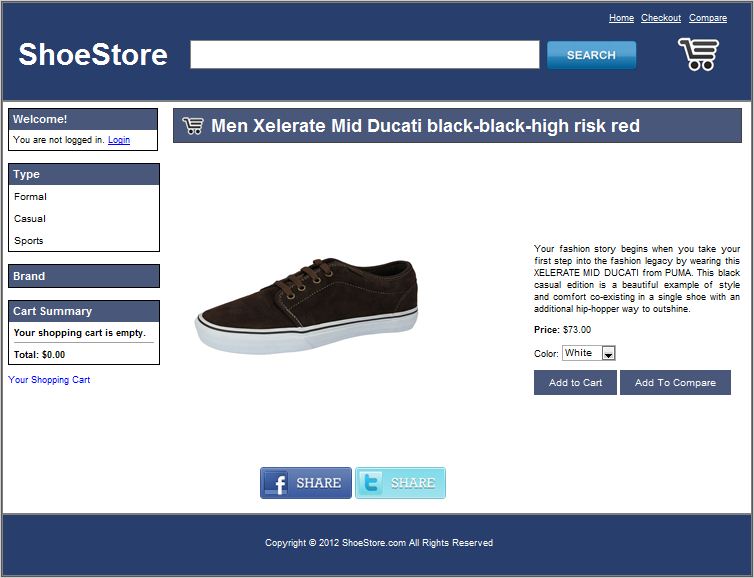 Home Checkout Compare
ShoeStore
SEARCH
Welcome!
You are not logged in. Login
Type
Formal
Casual
Sports
Brand
Cart Summary
Your shopping cart is empty.
Total: $0.00
Your Shopping Cart
Men Xelerate Mid Ducati black-black-high risk red
Your fashion story begins when you take your
first step into the fashion legacy by wearing this
XELERATE MID DUCATI from PUMA. This black
casual edition is a beautiful example of style
and comfort co-existing in a single shoe with an
additional hip-hopper way to outshine.
Price: $73.00
Color: White
Add to Cart Add To Compare
f SHARE t SHARE
Copyright © 2012 ShoeStore.com All Rights Reserved